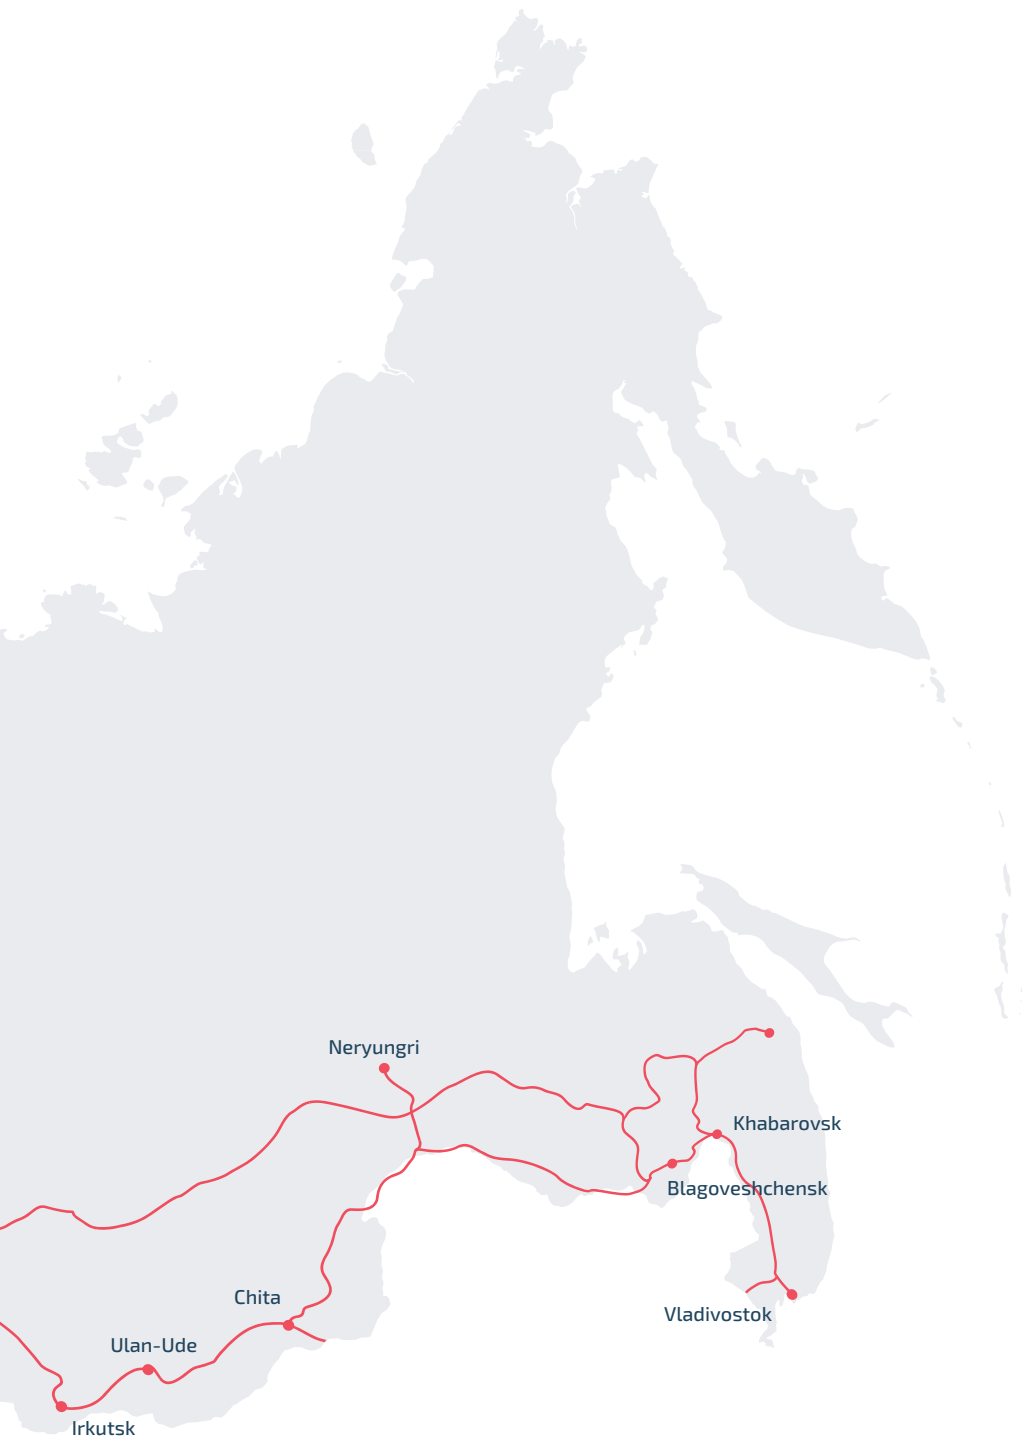 Neryungri
Khabarovsk
Blagoveshchensk
Chita
Vladivostok
Ulan-Ude
Irkutsk